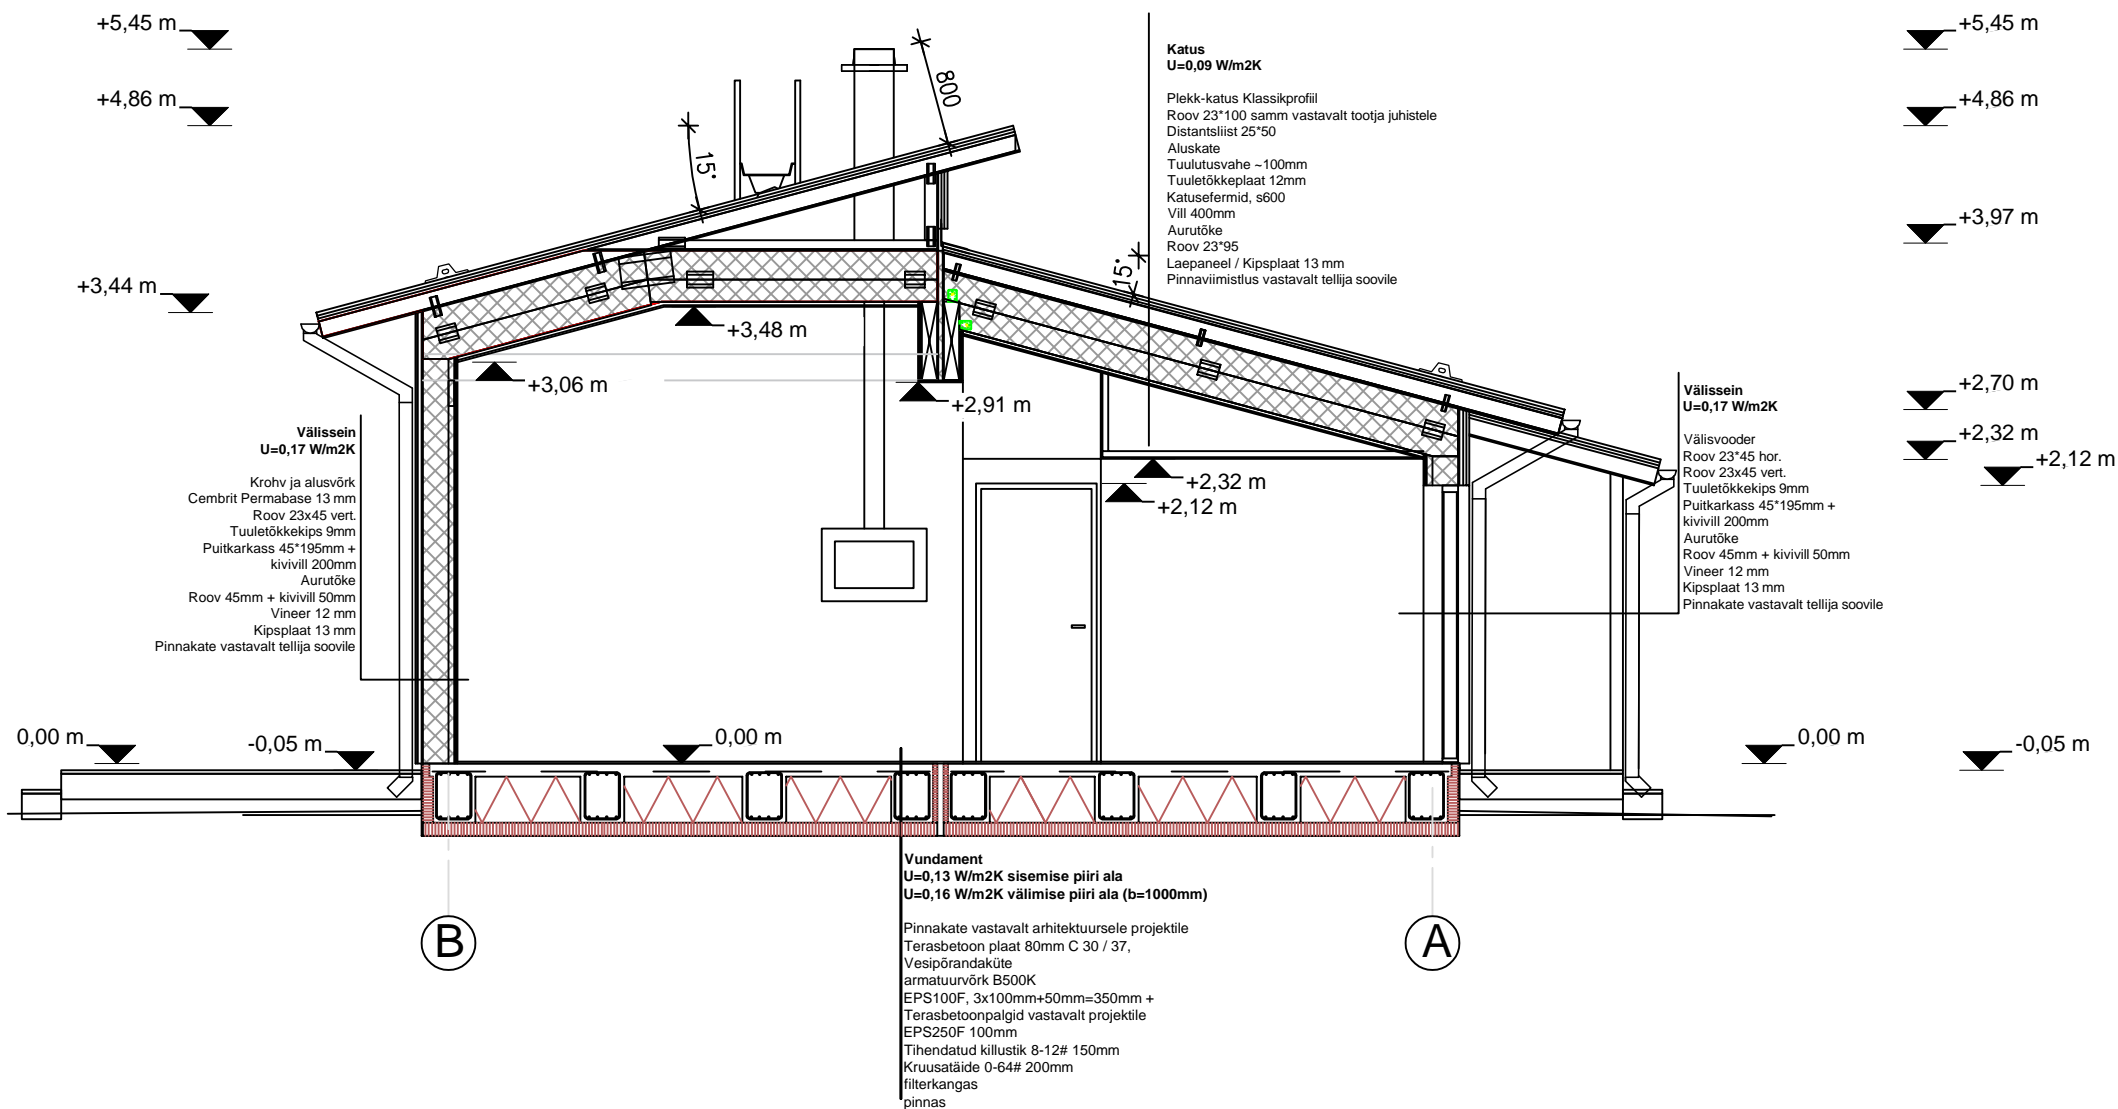 +5,45 m
+4,86 m
+3,44 m
800
15°
15°
Katus
U=0,09 W/m2K
Plekk-katus Klassikprofiil
Roov 23*100 samm vastavalt tootja juhistele
Distantsliist 25*50
Aluskate
Tuulutusvahe ~100mm
Tuuletõkkeplaat 12mm
Katusefermid, s600
Vill 400mm
Aurutõke
Roov 23*95
Laepaneel / Kipsplaat 13 mm
Pinnaviimistlus vastavalt tellija soovile
+5,45 m
+4,86 m
+3,97 m
+2,70 m
+2,32 m
+2,12 m
+3,48 m
+3,06 m
+2,91 m
+2,32 m
+2,12 m
Välissein
U=0,17 W/m2K
Krohv ja alusvõrk
Cembrit Permabase 13 mm
Roov 23x45 vert.
Tuuletõkkekips 9mm
Puitkarkass 45*195mm +
kivivill 200mm
Aurutõke
Roov 45mm + kivivill 50mm
Vineer 12 mm
Kipsplaat 13 mm
Pinnakate vastavalt tellija soovile
Välissein
U=0,17 W/m2K
Välisvooder
Roov 23*45 hor.
Roov 23x45 vert.
Tuuletõkkekips 9mm
Puitkarkass 45*195mm +
kivivill 200mm
Aurutõke
Roov 45mm + kivivill 50mm
Vineer 12 mm
Kipsplaat 13 mm
Pinnakate vastavalt tellija soovile
0,00 m
-0,05 m
0,00 m
0,00 m
-0,05 m
Vundament
U=0,13 W/m2K sisemise piiri ala
U=0,16 W/m2K välimise piiri ala (b=1000mm)
Pinnakate vastavalt arhitektuursele projektile
Terasbetoon plaat 80mm C 30 / 37,
Vesipõrandaküte
armatuurvõrk B500K
EPS100F, 3x100mm+50mm=350mm +
Terasbetoonpalgid vastavalt projektile
EPS250F 100mm
Tihendatud killustik 8-12# 150mm
Kruusatäide 0-64# 200mm
filterkangas
pinnas
B
A